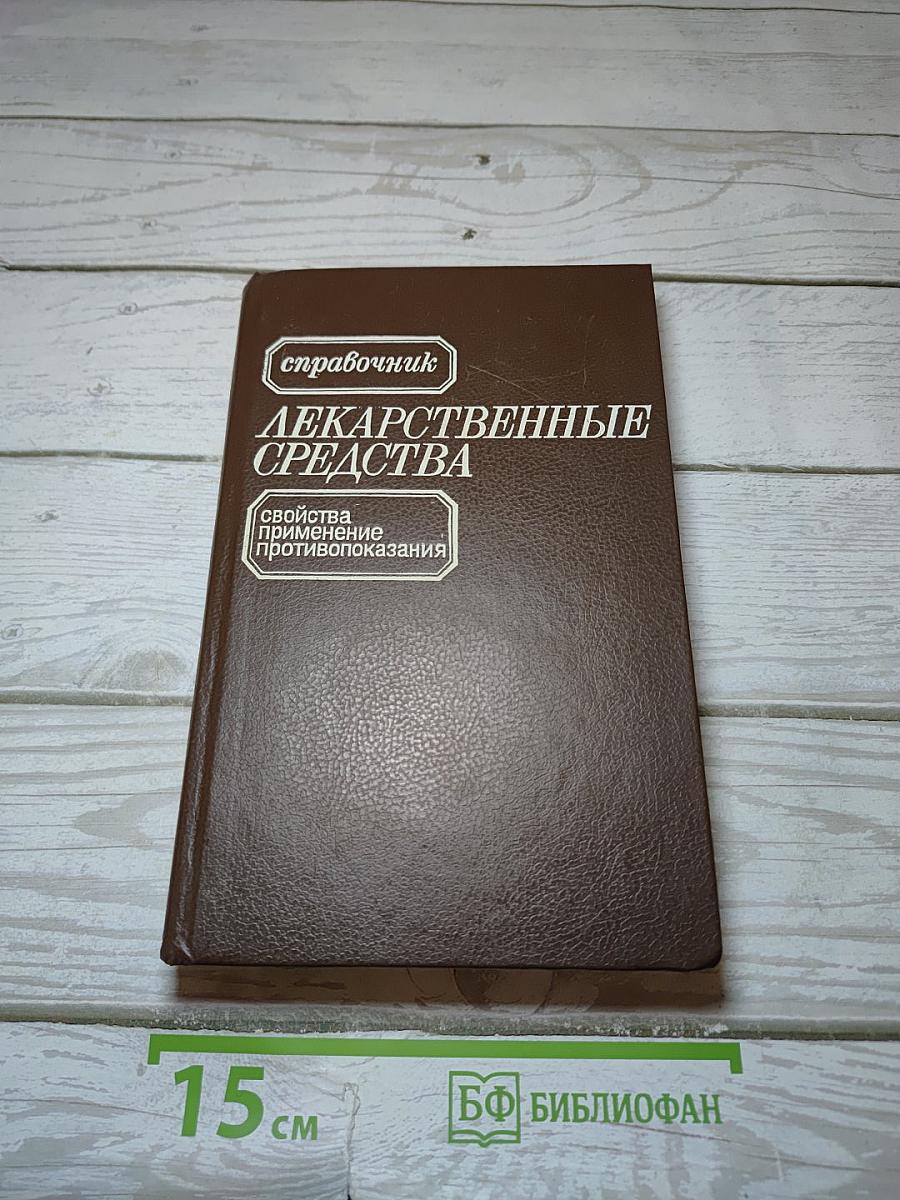 справочник
ЛЕКАРСТВЕННЫЕ
СРЕДСТВА
свойства
применение
противопоказания
15 см
БФ БИБЛИОФАН